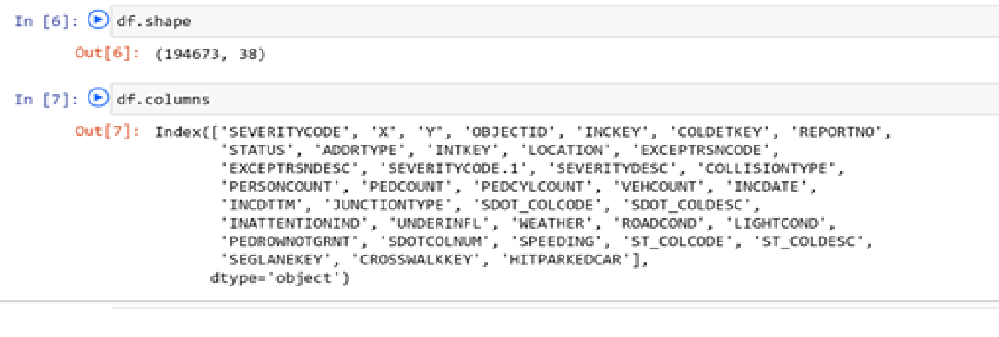 In [6]: df.shape
Out[6]: (194673, 38)
In [7]: df.columns
Out[7]: Index(['SEVERITYCODE', 'X', 'Y', 'OBJECTID', 'INCKEY', 'COLDETKEY', 'REPORTNO',
'STATUS', 'ADDRTYPE', 'INTKEY', 'LOCATION', 'EXCEPTRSNCODE',
'EXCEPTRSNDESC', 'SEVERITYCODE.1', 'SEVERITYDESC', 'COLLISIONTYPE',
'PERSONCOUNT', 'PEDCOUNT', 'PEDCYLCOUNT', 'VEHCOUNT', 'INCDATE',
'INCDTTM', 'JUNCTIONTYPE', 'SDOT_COLCODE', 'SDOT_COLDESC',
'INATTENTIONIND', 'UNDERINFL', 'WEATHER', 'ROADCOND', 'LIGHTCOND',
'PEDROWNOTGRNT', 'SDOTCOLNUM', 'SPEEDING', 'ST_COLCODE', 'ST_COLDESC',
'SEGLANEKEY', 'CROSSWALKKEY', 'HITPARKEDCAR'],
dtype='object')